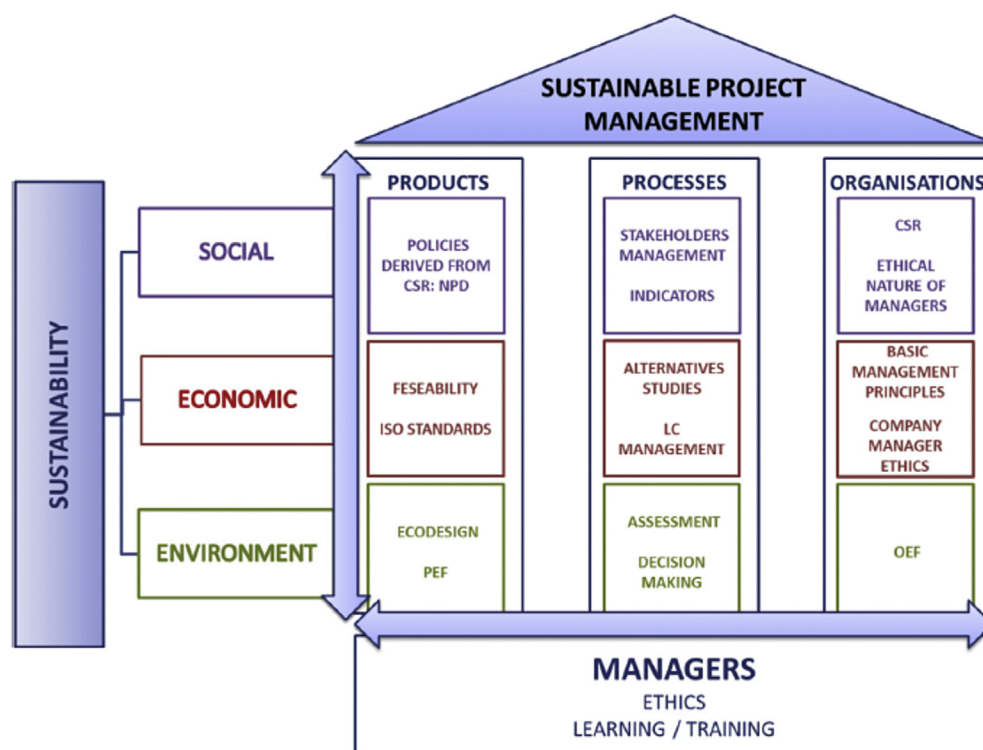 SUSTAINABLE PROJECT
MANAGEMENT
SUSTAINABILITY
SOCIAL
ECONOMIC
ENVIRONMENT
PRODUCTS
POLICIES
DERIVED FROM
CSR: NPD
FESEABILITY
ISO STANDARDS
ECODESIGN
PEF
PROCESSES
STAKEHOLDERS
MANAGEMENT
INDICATORS
ALTERNATIVES
STUDIES
LC
MANAGEMENT
ASSESSMENT
DECISION
MAKING
ORGANISATIONS
CSR
ETHICAL
NATURE OF
MANAGERS
BASIC
MANAGEMENT
PRINCIPLES
COMPANY
MANAGER
ETHICS
OEF
MANAGERS
ETHICS
LEARNING / TRAINING